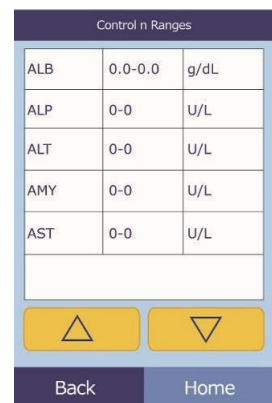 Control n Ranges
ALB 0.0-0.0 g/dL
ALP 0-0 U/L
ALT 0-0 U/L
AMY 0-0 U/L
AST 0-0 U/L
Back Home